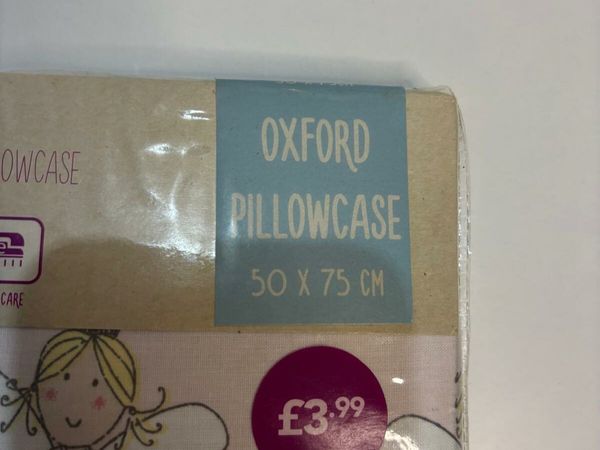 OXFORD
PILLOWCASE
50 X 75 CM
OWCASE
CARE
£3.99